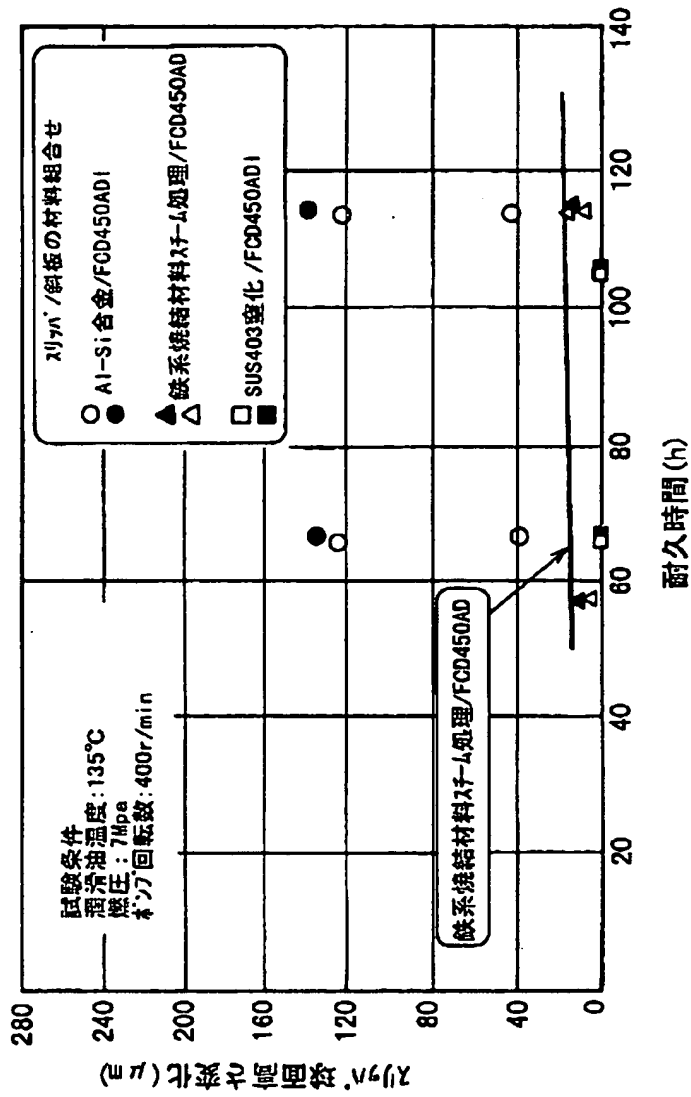 スリッパ球面高さ変化(μm)
280
240
200
160
120
80
40
0
試験条件
潤滑油温度:135℃
燃圧:7Mpa
ポンプ回転数:400r/min
スリッパ/斜板の材料組合せ
○ Al-Si合金/FCD450ADI
●
▲ 鉄系焼結材料スチーム処理/FCD450AD
△
□ SUS403窒化/FCD450ADI
■
鉄系焼結材料スチーム処理/FCD450AD
20
40
60
80
100
120
140
耐久時間(h)